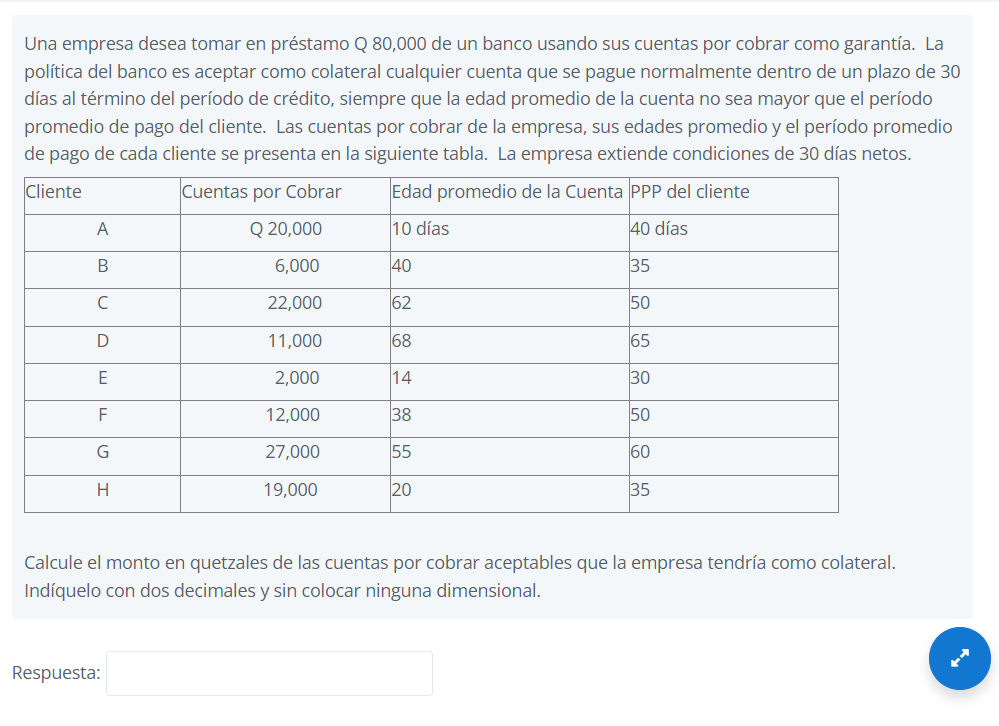 Una empresa desea tomar en préstamo Q 80,000 de un banco usando sus cuentas por cobrar como garantía. La
política del banco es aceptar como colateral cualquier cuenta que se pague normalmente dentro de un plazo de 30
días al término del período de crédito, siempre que la edad promedio de la cuenta no sea mayor que el período
promedio de pago del cliente. Las cuentas por cobrar de la empresa, sus edades promedio y el período promedio
de pago de cada cliente se presenta en la siguiente tabla. La empresa extiende condiciones de 30 días netos.
Cliente Cuentas por Cobrar Edad promedio de la Cuenta PPP del cliente
A Q 20,000 10 días 40 días
B 6,000 40 35
C 22,000 62 50
D 11,000 68 65
E 2,000 14 30
F 12,000 38 50
G 27,000 55 60
H 19,000 20 35
Calcule el monto en quetzales de las cuentas por cobrar aceptables que la empresa tendría como colateral.
Indíquelo con dos decimales y sin colocar ninguna dimensional.
Respuesta: